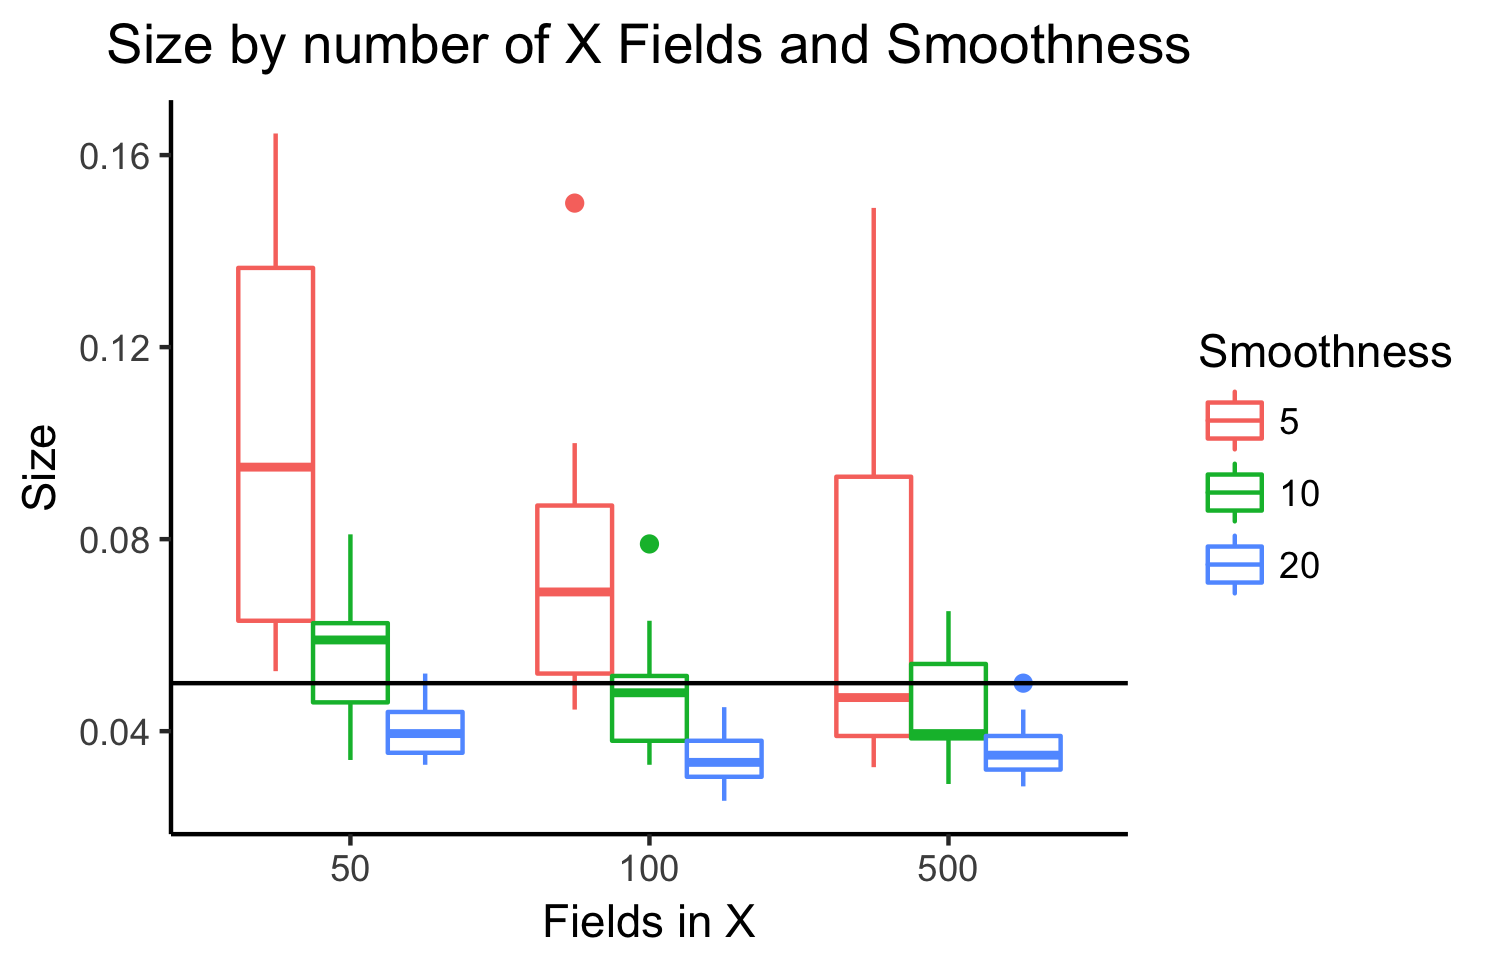 Size by number of X Fields and Smoothness
0.16
0.12
0.08
0.04
Size
50 100 500
Fields in X
Smoothness
5
10
20